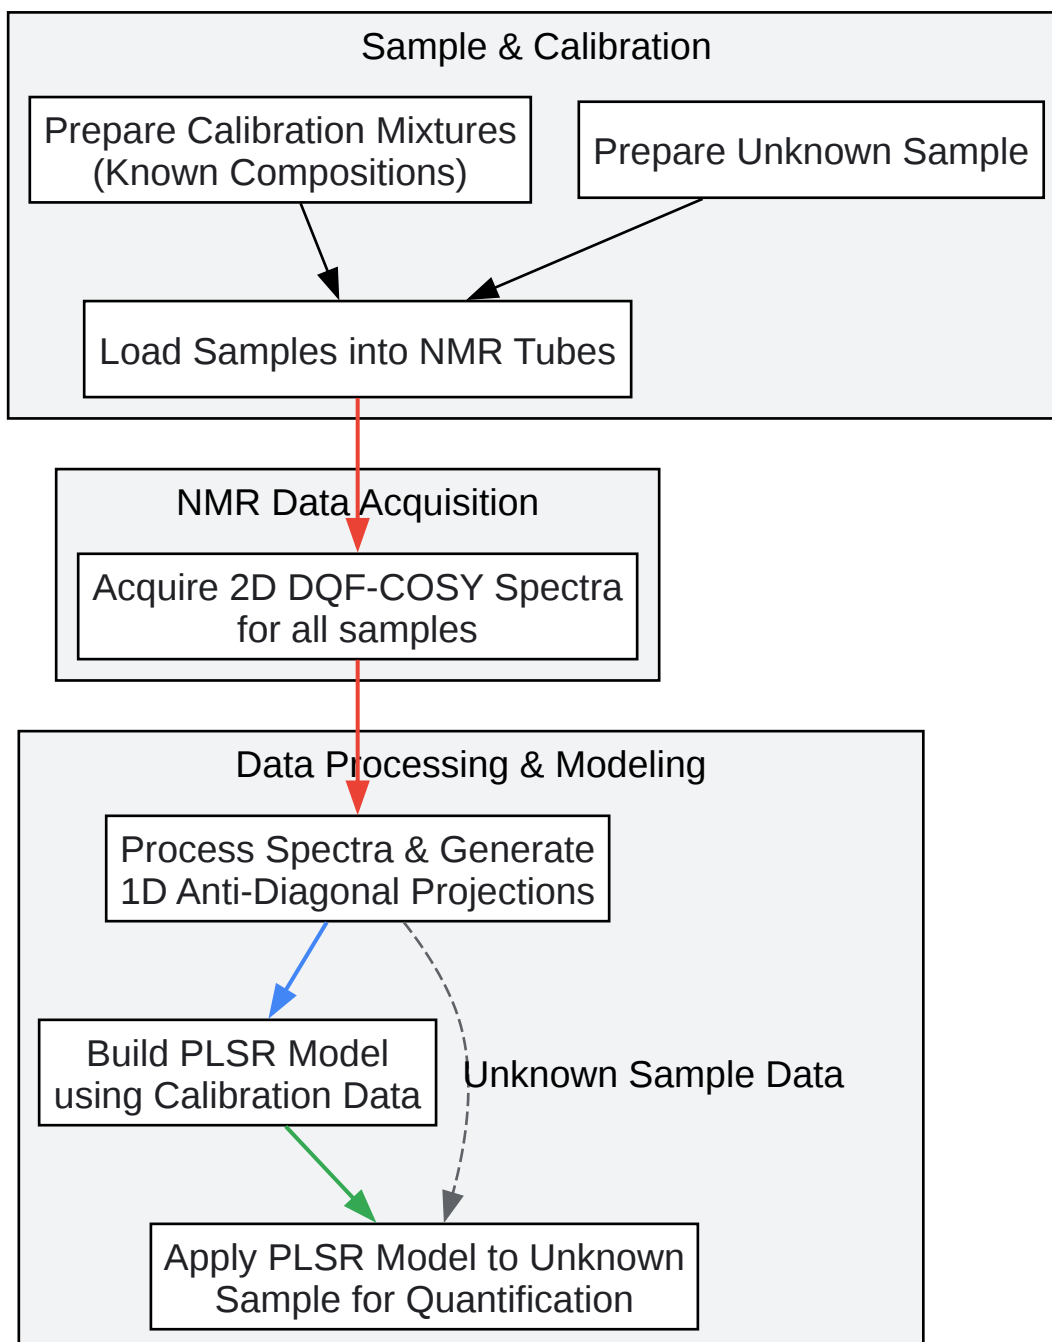 Sample & Calibration
Prepare Calibration Mixtures
(Known Compositions)
Prepare Unknown Sample
Load Samples into NMR Tubes
NMR Data Acquisition
Acquire 2D DQF-COSY Spectra
for all samples
Data Processing & Modeling
Process Spectra & Generate
1D Anti-Diagonal Projections
Build PLSR Model
using Calibration Data
Unknown Sample Data
Apply PLSR Model to Unknown
Sample for Quantification